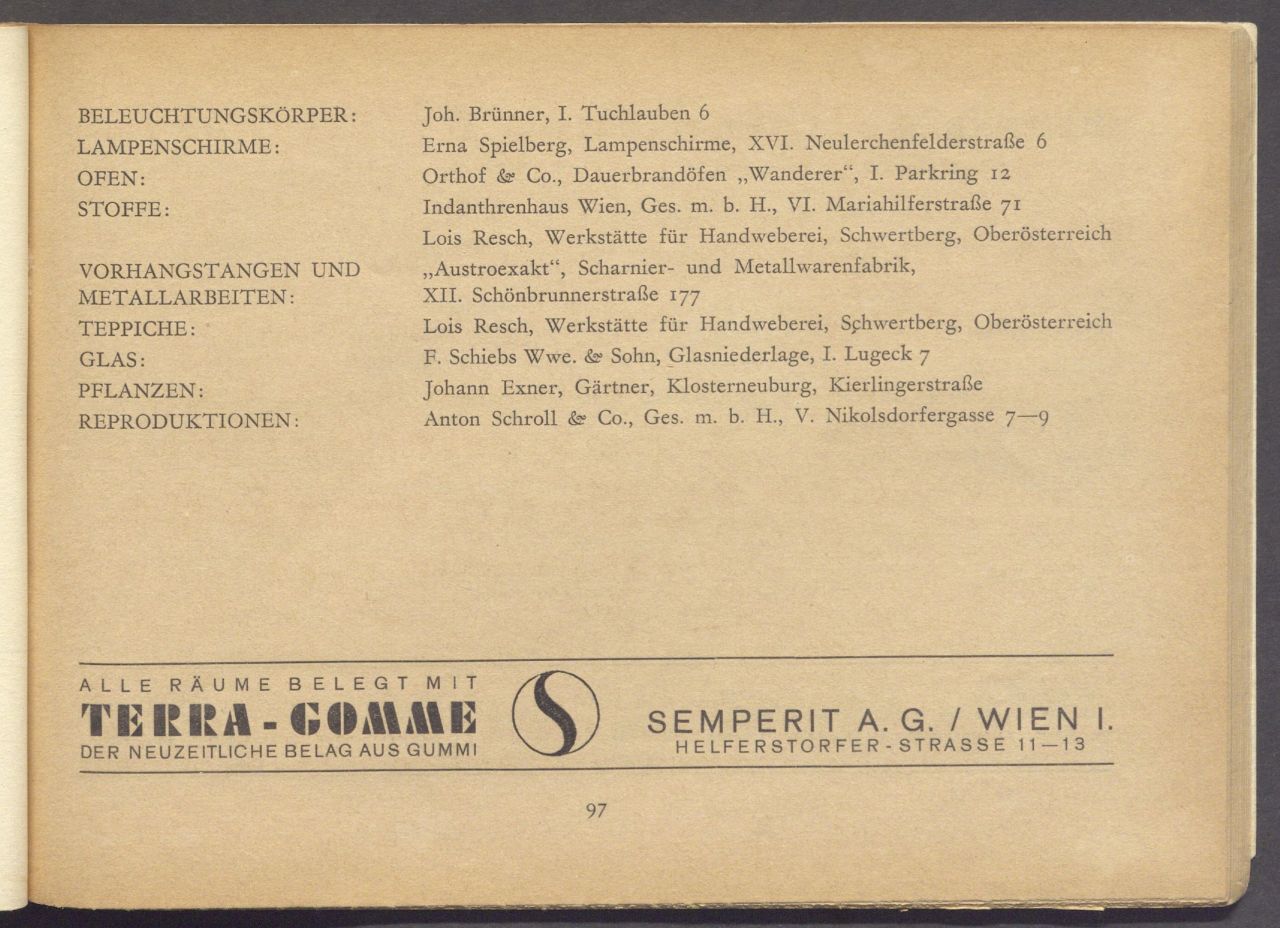 BELEUCHTUNGSKÖRPER: Joh. Brünner, I. Tuchlauben 6
LAMPENSCHIRME: Erna Spielberg, Lampenschirme, XVI. Neulerchenfelderstraße 6
OFEN: Orthof & Co., Dauerbrandöfen „Wanderer“, I. Parkring 12
STOFFE: Indanthrenhaus Wien, Ges. m. b. H., VI. Mariahilferstraße 71
Lois Resch, Werkstätte für Handweberei, Schwertberg, Oberösterreich
VORHANGSTANGEN UND „Austroexakt“, Scharnier- und Metallwarenfabrik,
METALLARBEITEN: XII. Schönbrunnerstraße 177
TEPPICHE: Lois Resch, Werkstätte für Handweberei, Schwertberg, Oberösterreich
GLAS: F. Schiebs Wwe. & Sohn, Glasniederlage, I. Lugeck 7
PFLANZEN: Johann Exner, Gärtner, Klosterneuburg, Kierlingerstraße
REPRODUKTIONEN: Anton Schroll & Co., Ges. m. b. H., V. Nikolsdorfergasse 7—9
ALLE RÄUME BELEGT MIT
TERRA-GOMME
DER NEUZEITLICHE BELAG AUS GUMMI
S
SEMPERIT A. G. / WIEN I.
HELFERSTORFER-STRASSE 11—13
97